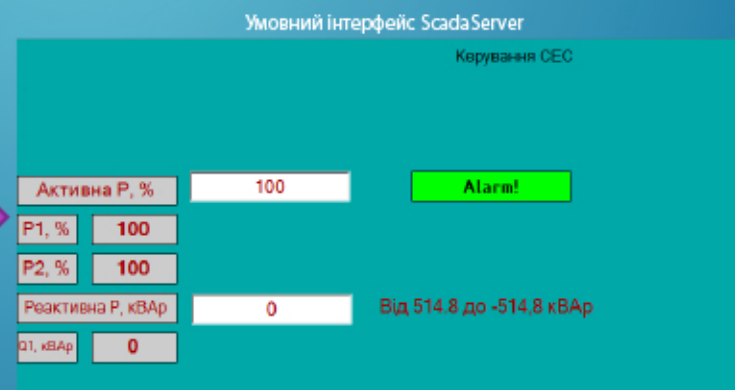 Умовний інтерфейс ScadaServer
Керування СЕС
Активна P, % 100 Alarm!
P1, % 100
P2, % 100
Реактивна P, кВАр 0 Від 514.8 до -514,8 кВАр
Q1, кВАр 0